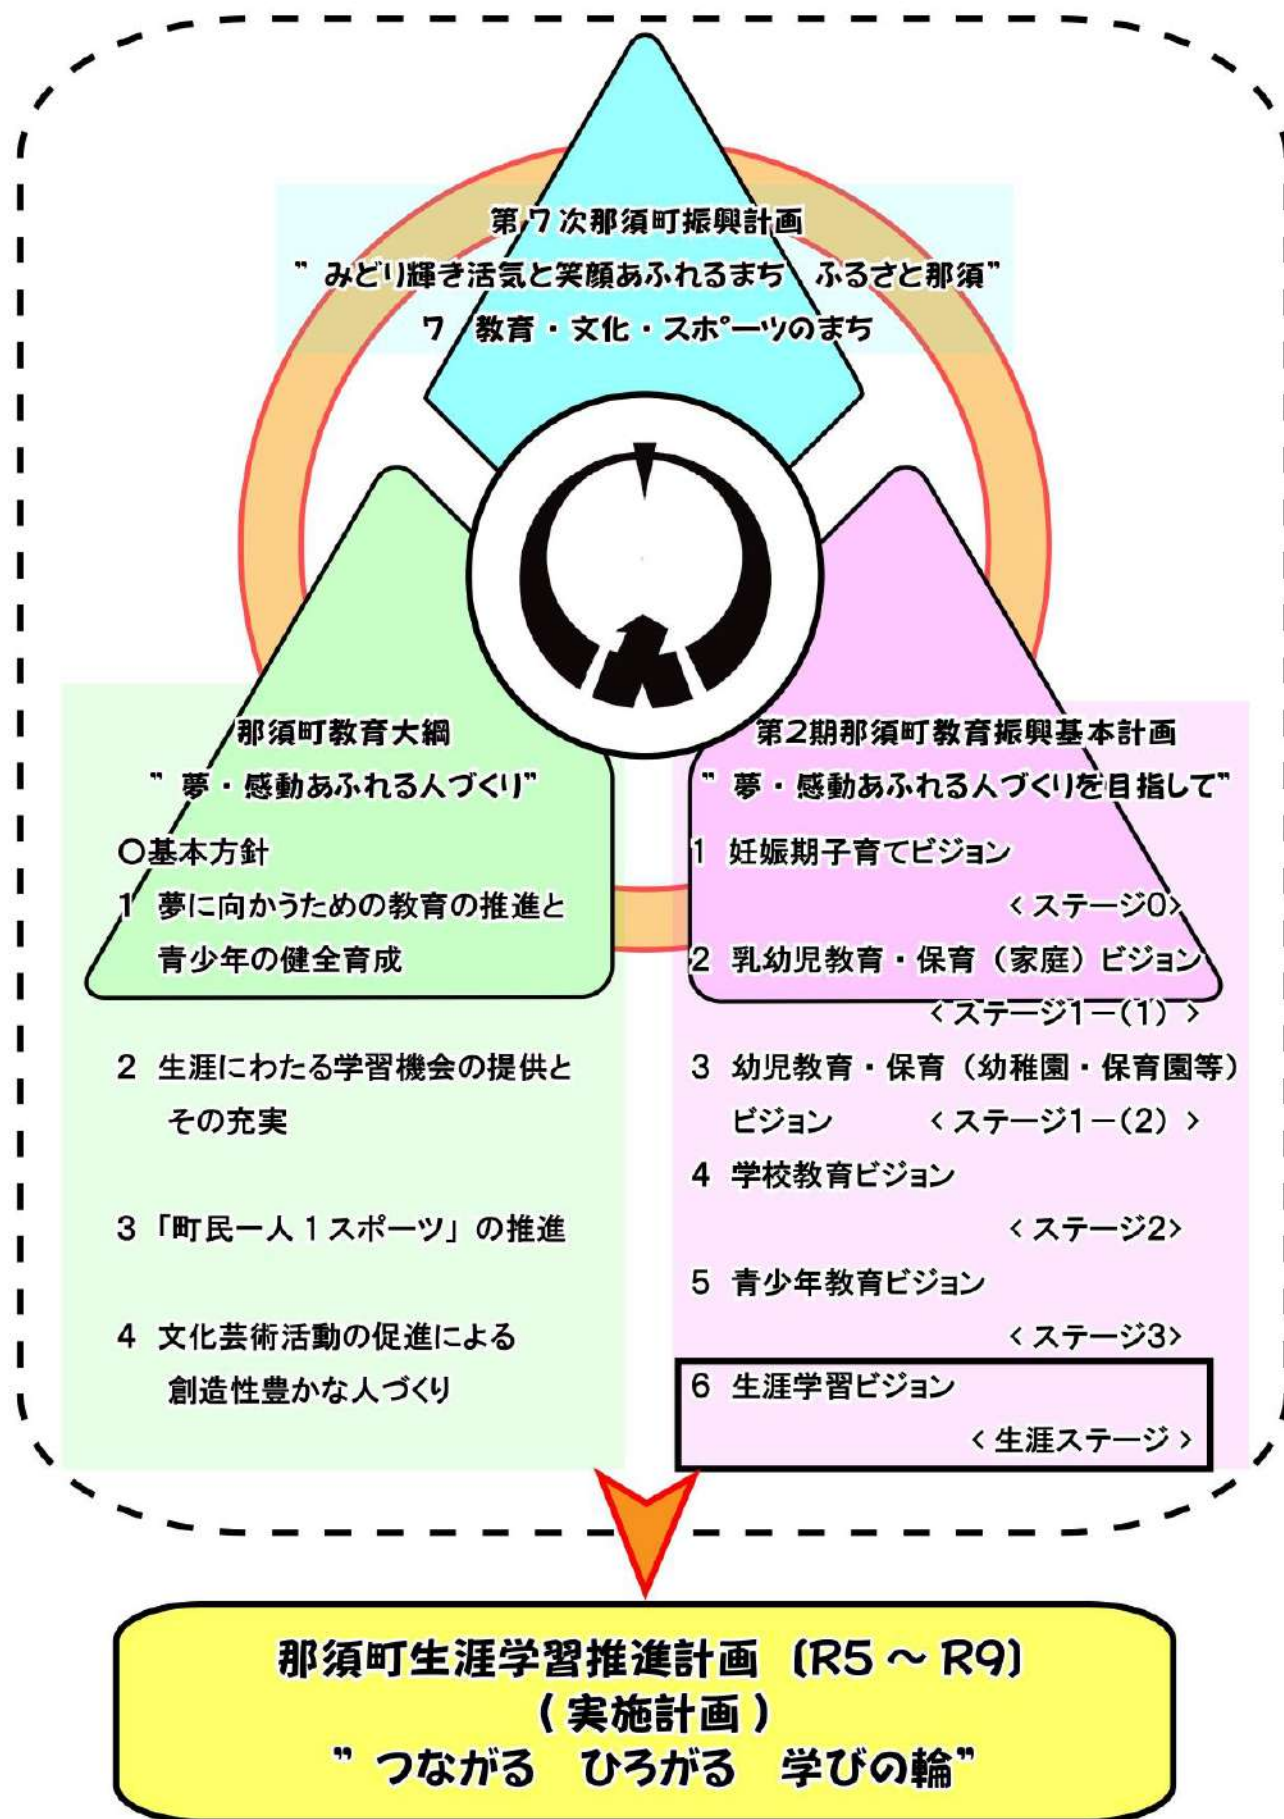 第7次那須町振興計画
”みどり輝き活気と笑顔あふれるまち　ふるさと那須”
7　教育・文化・スポーツのまち
那須町教育大綱
”夢・感動あふれる人づくり”
○基本方針
1　夢に向かうための教育の推進と
青少年の健全育成
2　生涯にわたる学習機会の提供と
その充実
3　「町民一人1スポーツ」の推進
4　文化芸術活動の促進による
創造性豊かな人づくり
第2期那須町教育振興基本計画
”夢・感動あふれる人づくりを目指して”
1　妊娠期子育てビジョン
<ステージ0>
2　乳幼児教育・保育（家庭）ビジョン
<ステージ1－(1)>
3　幼児教育・保育（幼稚園・保育園等）
ビジョン　<ステージ1－(2)>
4　学校教育ビジョン
<ステージ2>
5　青少年教育ビジョン
<ステージ3>
6　生涯学習ビジョン
<生涯ステージ>
那須町生涯学習推進計画〔R5～R9〕
(実施計画)
”つながる　ひろがる　学びの輪”